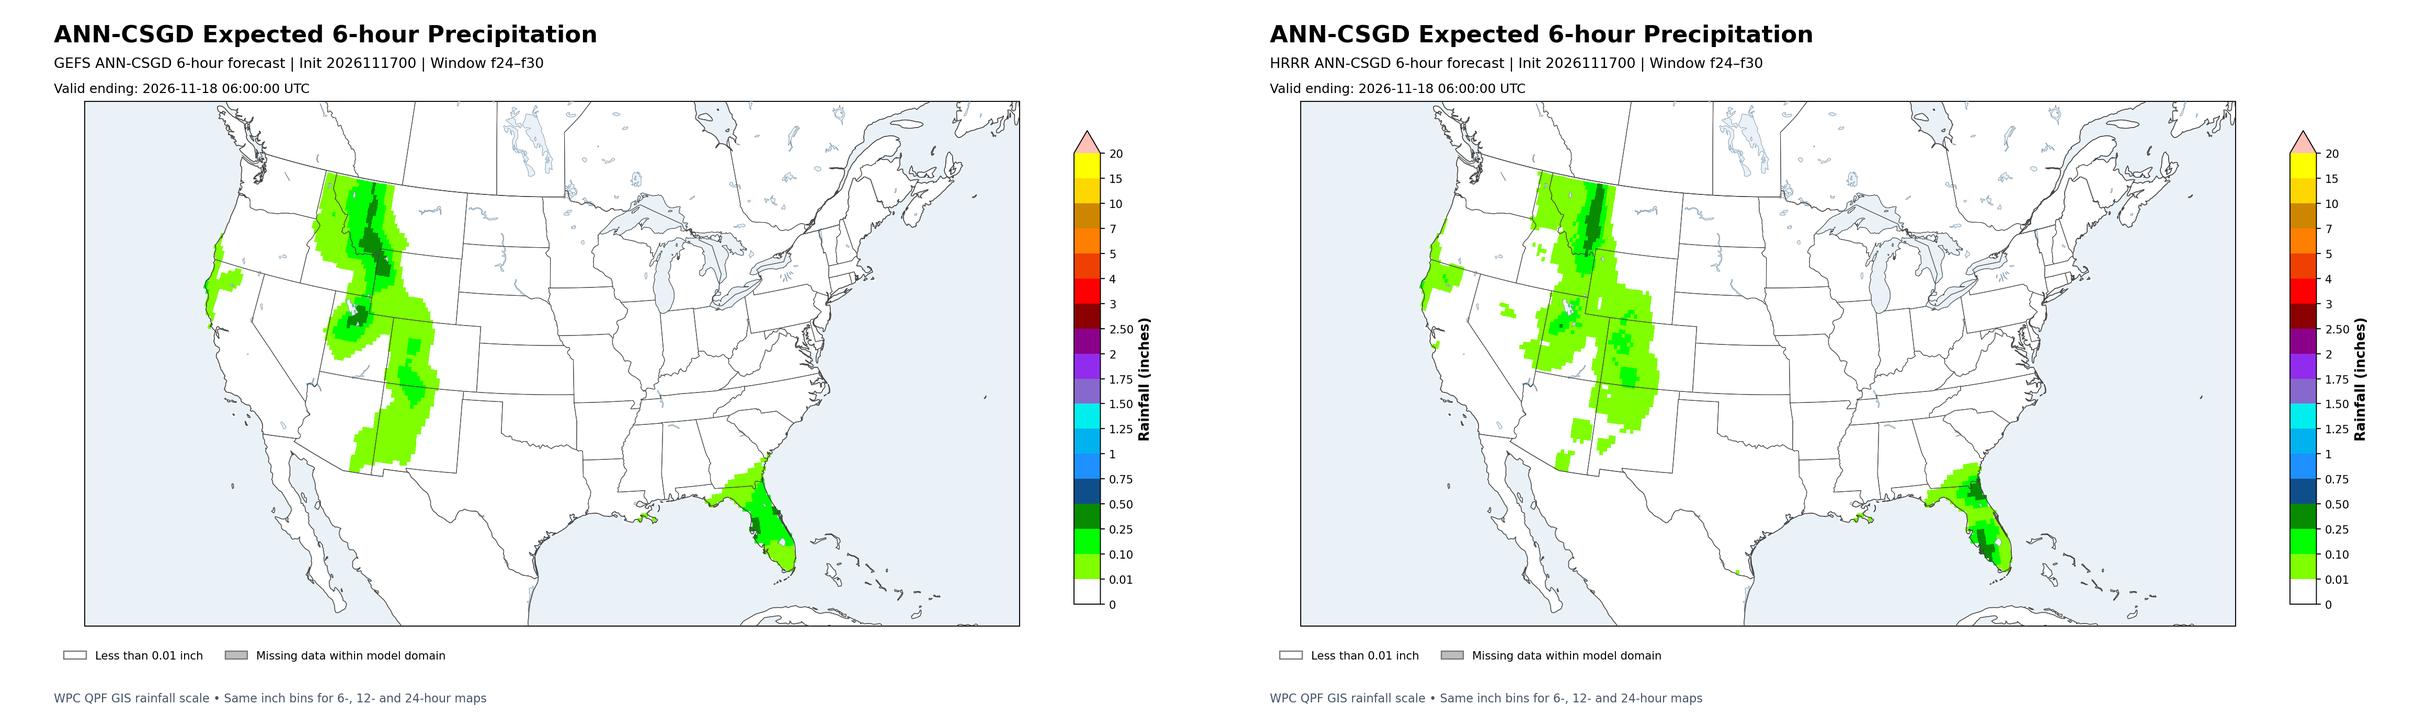 ANN-CSGD Expected 6-hour Precipitation
GEFS ANN-CSGD 6-hour forecast | Init 2026111700 | Window f24–f30
Valid ending: 2026-11-18 06:00:00 UTC
20
15
10
7
5
4
3
2.50
2
1.75
1.50
1.25
1
0.75
0.50
0.25
0.10
0.01
0
Rainfall (inches)
Less than 0.01 inch
Missing data within model domain
WPC QPF GIS rainfall scale • Same inch bins for 6-, 12- and 24-hour maps
ANN-CSGD Expected 6-hour Precipitation
HRRR ANN-CSGD 6-hour forecast | Init 2026111700 | Window f24–f30
Valid ending: 2026-11-18 06:00:00 UTC
20
15
10
7
5
4
3
2.50
2
1.75
1.50
1.25
1
0.75
0.50
0.25
0.10
0.01
0
Rainfall (inches)
Less than 0.01 inch
Missing data within model domain
WPC QPF GIS rainfall scale • Same inch bins for 6-, 12- and 24-hour maps